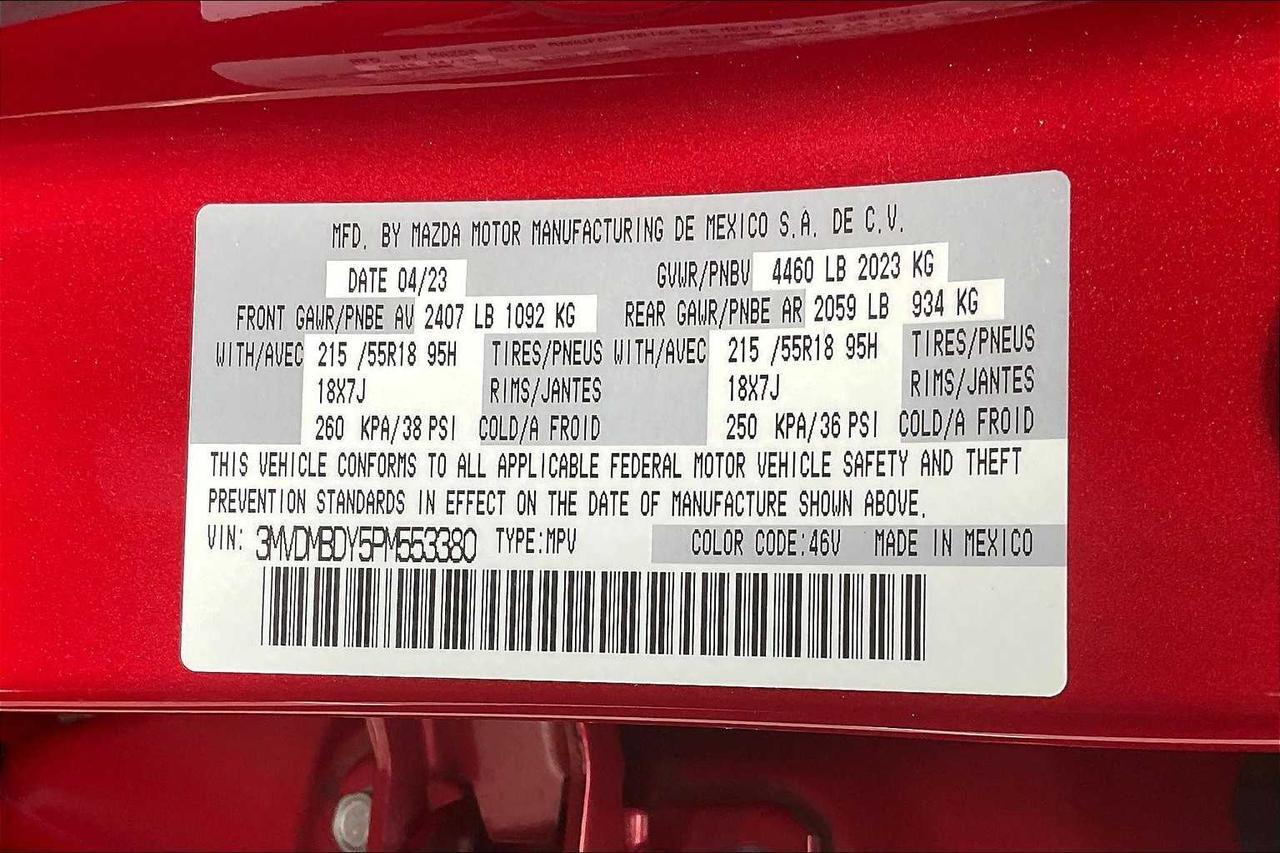 MFD. BY MAZDA MOTOR MANUFACTURING DE MEXICO S.A. DE C.V.
DATE 04/23 GVWR/PNBV 4460 LB 2023 KG
FRONT GAWR/PNBE AV 2407 LB 1092 KG REAR GAWR/PNBE AR 2059 LB 934 KG
WITH/AVEC 215 /55R18 95H TIRES/PNEUS WITH/AVEC 215 /55R18 95H TIRES/PNEUS
18X7J RIMS/JANTES 18X7J RIMS/JANTES
260 KPA/38 PSI COLD/A FROID 250 KPA/36 PSI COLD/A FROID
THIS VEHICLE CONFORMS TO ALL APPLICABLE FEDERAL MOTOR VEHICLE SAFETY AND THEFT
PREVENTION STANDARDS IN EFFECT ON THE DATE OF MANUFACTURE SHOWN ABOVE.
VIN: 3MVDMBDY5PM553380 TYPE:MPV COLOR CODE:46V MADE IN MEXICO